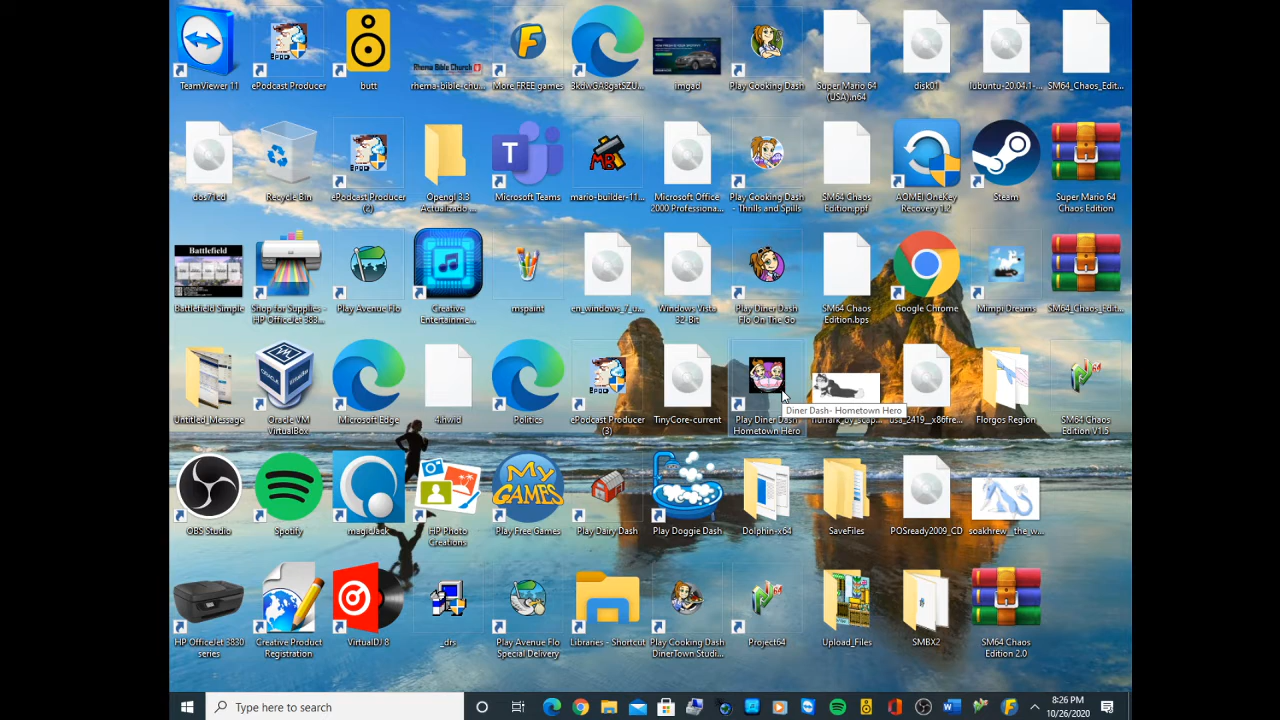 TeamViewer 11
ePodcast Producer
butt
rhema-bible-chu...
More FREE games
3kdwGA8gatSZU...
imgad
Play Cooking Dash
Super Mario 64 (USA).n64
disk01
lubuntu-20.04.1-...
SM64_Chaos_Edit...
Rhema Bible Church
dos71cd
Recycle Bin
ePodcast Producer (2)
Opengl 3.3 Actualizado ...
Microsoft Teams
mario-builder-11...
Microsoft Office 2000 Professiona...
Play Cooking Dash - Thrills and Spills
SM64 Chaos Edition.ppf
AOMEI OneKey Recovery 1.2
Steam
Super Mario 64 Chaos Edition
Battlefield
Battlefield Simple
Shop for Supplies - HP OfficeJet 383...
Play Avenue Flo
Creative Entertainme...
mspaint
en_windows_7_u...
Windows Vista 32-Bit
Play Diner Dash Flo On The Go
SM64 Chaos Edition.bps
Google Chrome
Mimpi Dreams
SM64_Chaos_Edit...
Untitled_Message
Oracle VM VirtualBox
Microsoft Edge
4.hwid
Politics
ePodcast Producer (3)
TinyCore-current
Play Diner Dash Hometown Hero
Diner Dash- Hometown Hero
usa_2419__x86fre...
Florgos Region
SM64 Chaos Edition V1.5
OBS Studio
Spotify
magicJack
HP Photo Creations
MY GAMES
Play Free Games
Play Dairy Dash
Play Doggie Dash
Dolphin-x64
SaveFiles
POSready2009_CD
soakhrew__the_w...
HP OfficeJet 3830 series
Creative Product Registration
VirtualDJ 8
_drs
Play Avenue Flo Special Delivery
Libraries - Shortcut
Play Cooking Dash DinerTown Studi...
Project64
Upload_Files
SMBX2
SM64 Chaos Edition 2.0
Type here to search
8:26 PM
10/26/2020